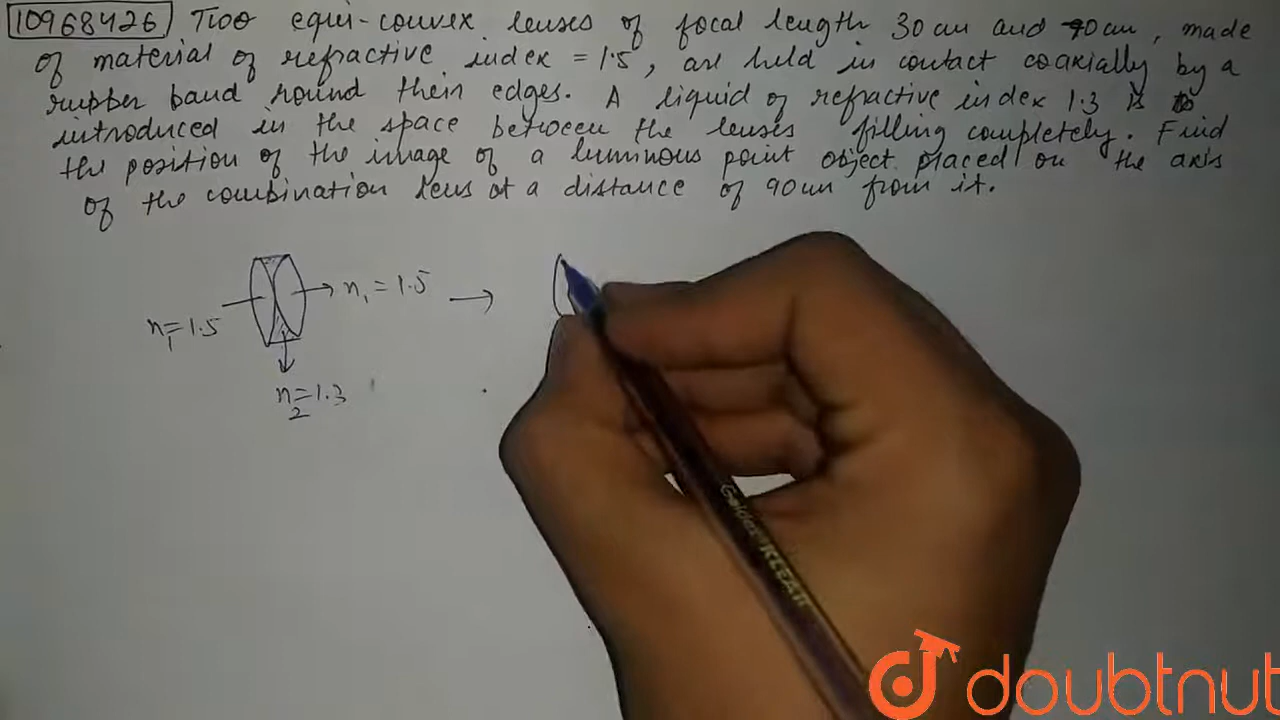 10968426 Two equi-convex lenses of focal length 30 cm and 70 cm, made
of material of refractive index = 1.5, are held in contact coaxially by a
rubber band round their edges. A liquid of refractive index 1.3 is to
introduced in the space between the lenses filling completely. Find
the position of the image of a luminous point object placed on the axis
of the combination lens at a distance of 90 cm from it.
n₁ = 1.5
n₁ = 1.5
n₂ = 1.3
Goldex KLEAR
doubtnut